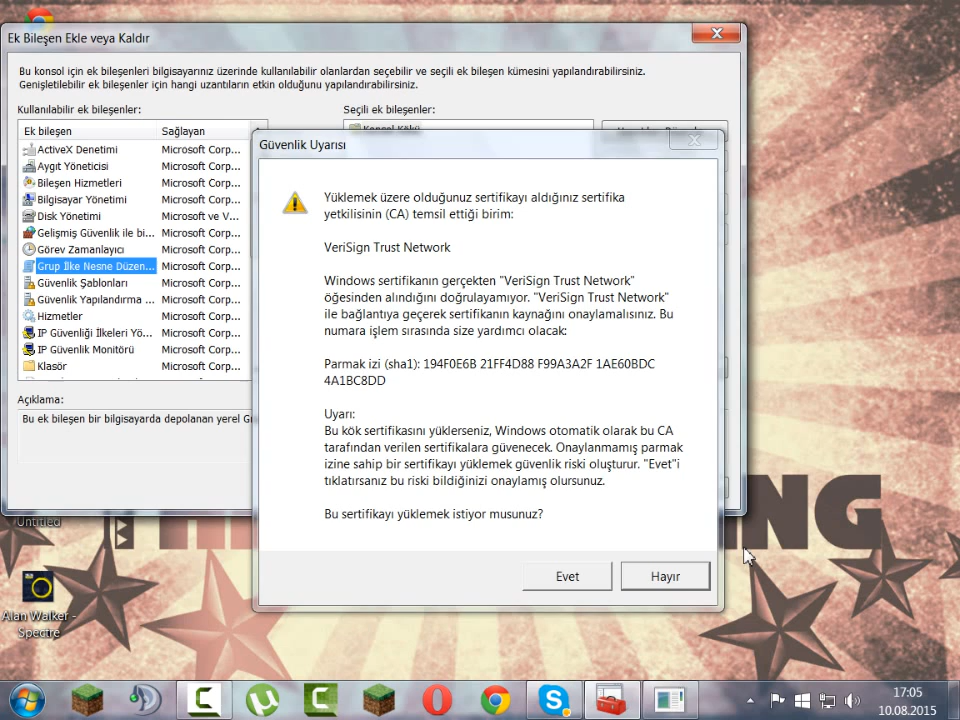 Ek Bileşen Ekle veya Kaldır
Bu konsol için ek bileşenleri bilgisayarınız üzerinde kullanılabilir olanlardan seçebilir ve seçili ek bileşen kümesini yapılandırabilirsiniz.
Genişletilebilir ek bileşenler için hangi uzantıların etkin olduğunu yapılandırabilirsiniz.
Kullanılabilir ek bileşenler:
Seçili ek bileşenler:
Ek bileşen Sağlayan
Konsol Kökü
ActiveX Denetimi Microsoft Corp...
Aygıt Yöneticisi Microsoft Corp...
Bileşen Hizmetleri Microsoft Corp...
Bilgisayar Yönetimi Microsoft Corp...
Disk Yönetimi Microsoft ve V...
Gelişmiş Güvenlik ile bi... Microsoft Corp...
Görev Zamanlayıcı Microsoft Corp...
Grup İlke Nesne Düzen... Microsoft Corp...
Güvenlik Şablonları Microsoft Corp...
Güvenlik Yapılandırma ... Microsoft Corp...
Hizmetler Microsoft Corp...
IP Güvenliği İlkeleri Yö... Microsoft Corp...
IP Güvenlik Monitörü Microsoft Corp...
Klasör Microsoft Corp...
Açıklama:
Bu ek bileşen bir bilgisayarda depolanan yerel
Güvenlik Uyarısı
Yüklemek üzere olduğunuz sertifikayı aldığınız sertifika
yetkilisinin (CA) temsil ettiği birim:
VeriSign Trust Network
Windows sertifikanın gerçekten "VeriSign Trust Network"
öğesinden alındığını doğrulayamıyor. "VeriSign Trust Network"
ile bağlantıya geçerek sertifikanın kaynağını onaylamalısınız. Bu
numara işlem sırasında size yardımcı olacak:
Parmak izi (sha1): 194F0E6B 21FF4D88 F99A3A2F 1AE60BDC
4A1BC8DD
Uyarı:
Bu kök sertifikasını yüklerseniz, Windows otomatik olarak bu CA
tarafından verilen sertifikalara güvenecek. Onaylanmamış parmak
izine sahip bir sertifikayı yüklemek güvenlik riski oluşturur. "Evet"i
tıklatırsanız bu riski bildiğinizi onaylamış olursunuz.
Bu sertifikayı yüklemek istiyor musunuz?
Evet Hayır
Untitled
Alan Walker -
Spectre
17:05
10.08.2015